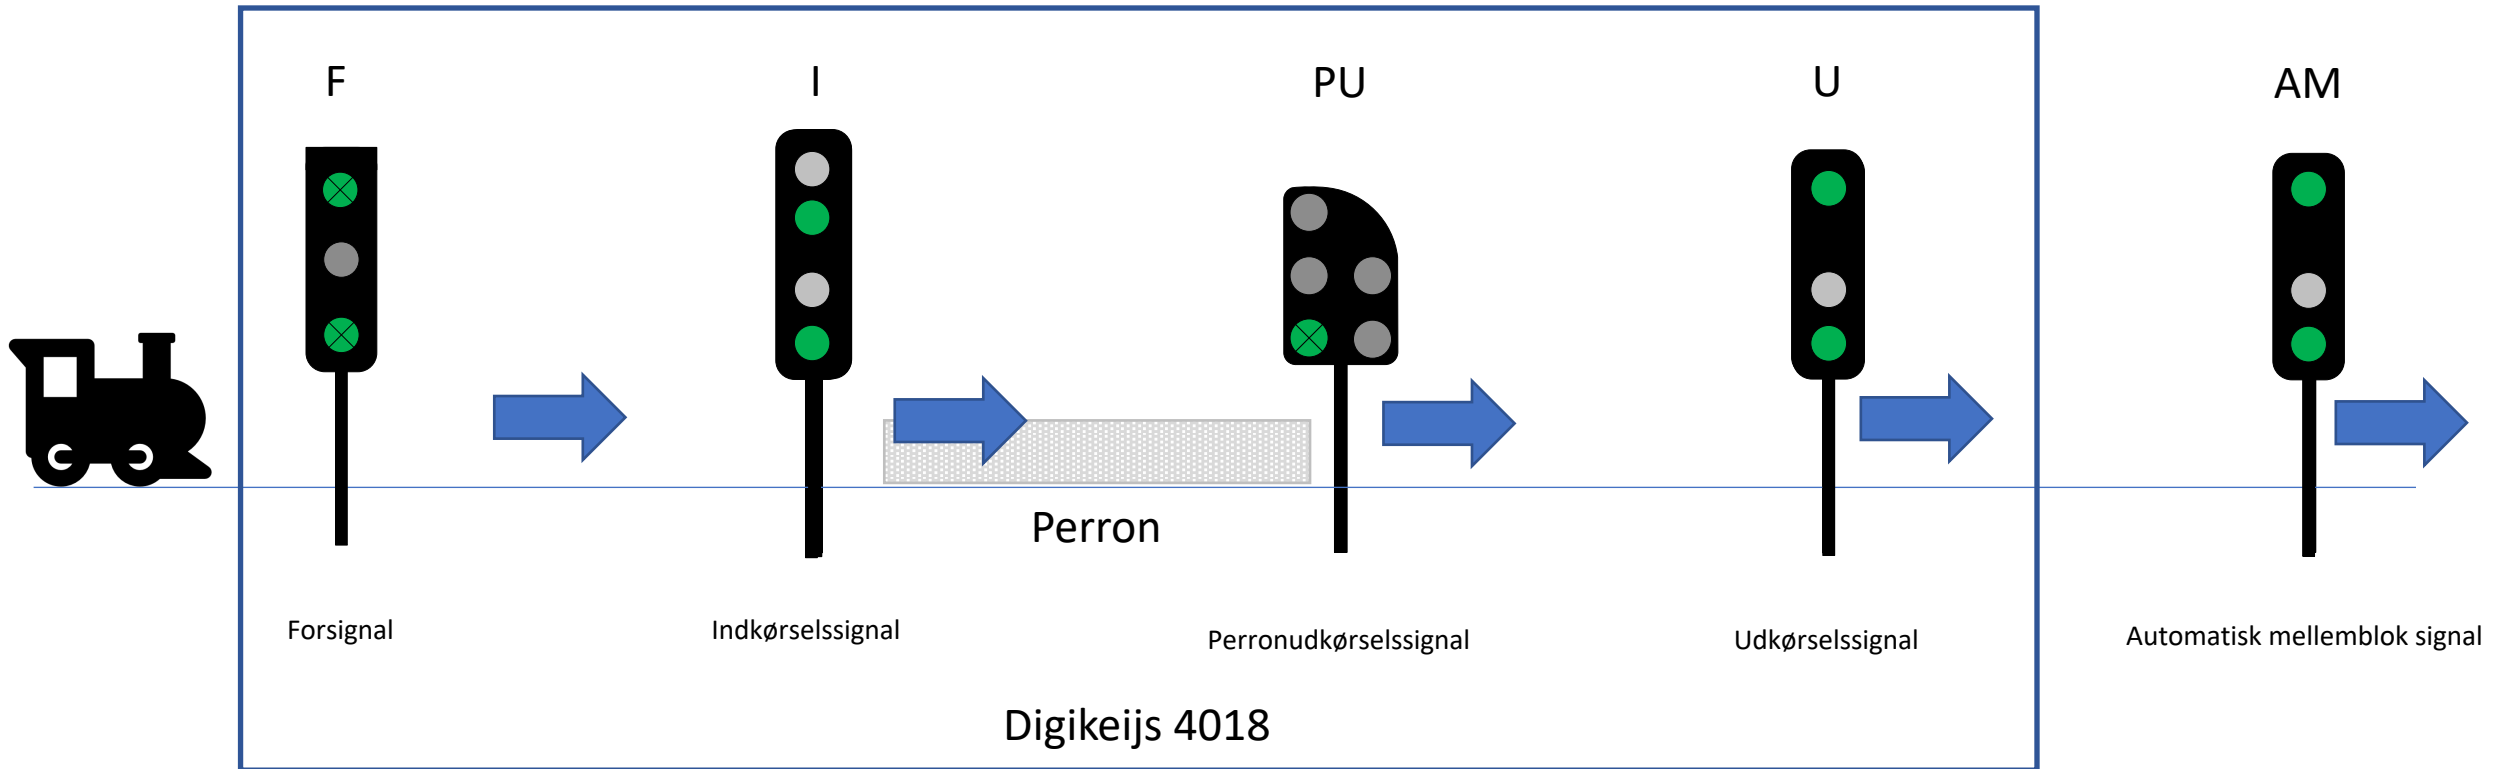 F
I
PU
U
AM
Perron
Forsignal
Indkørselssignal
Perronudkørselssignal
Udkørselssignal
Automatisk mellemblok signal
Digikeijs 4018